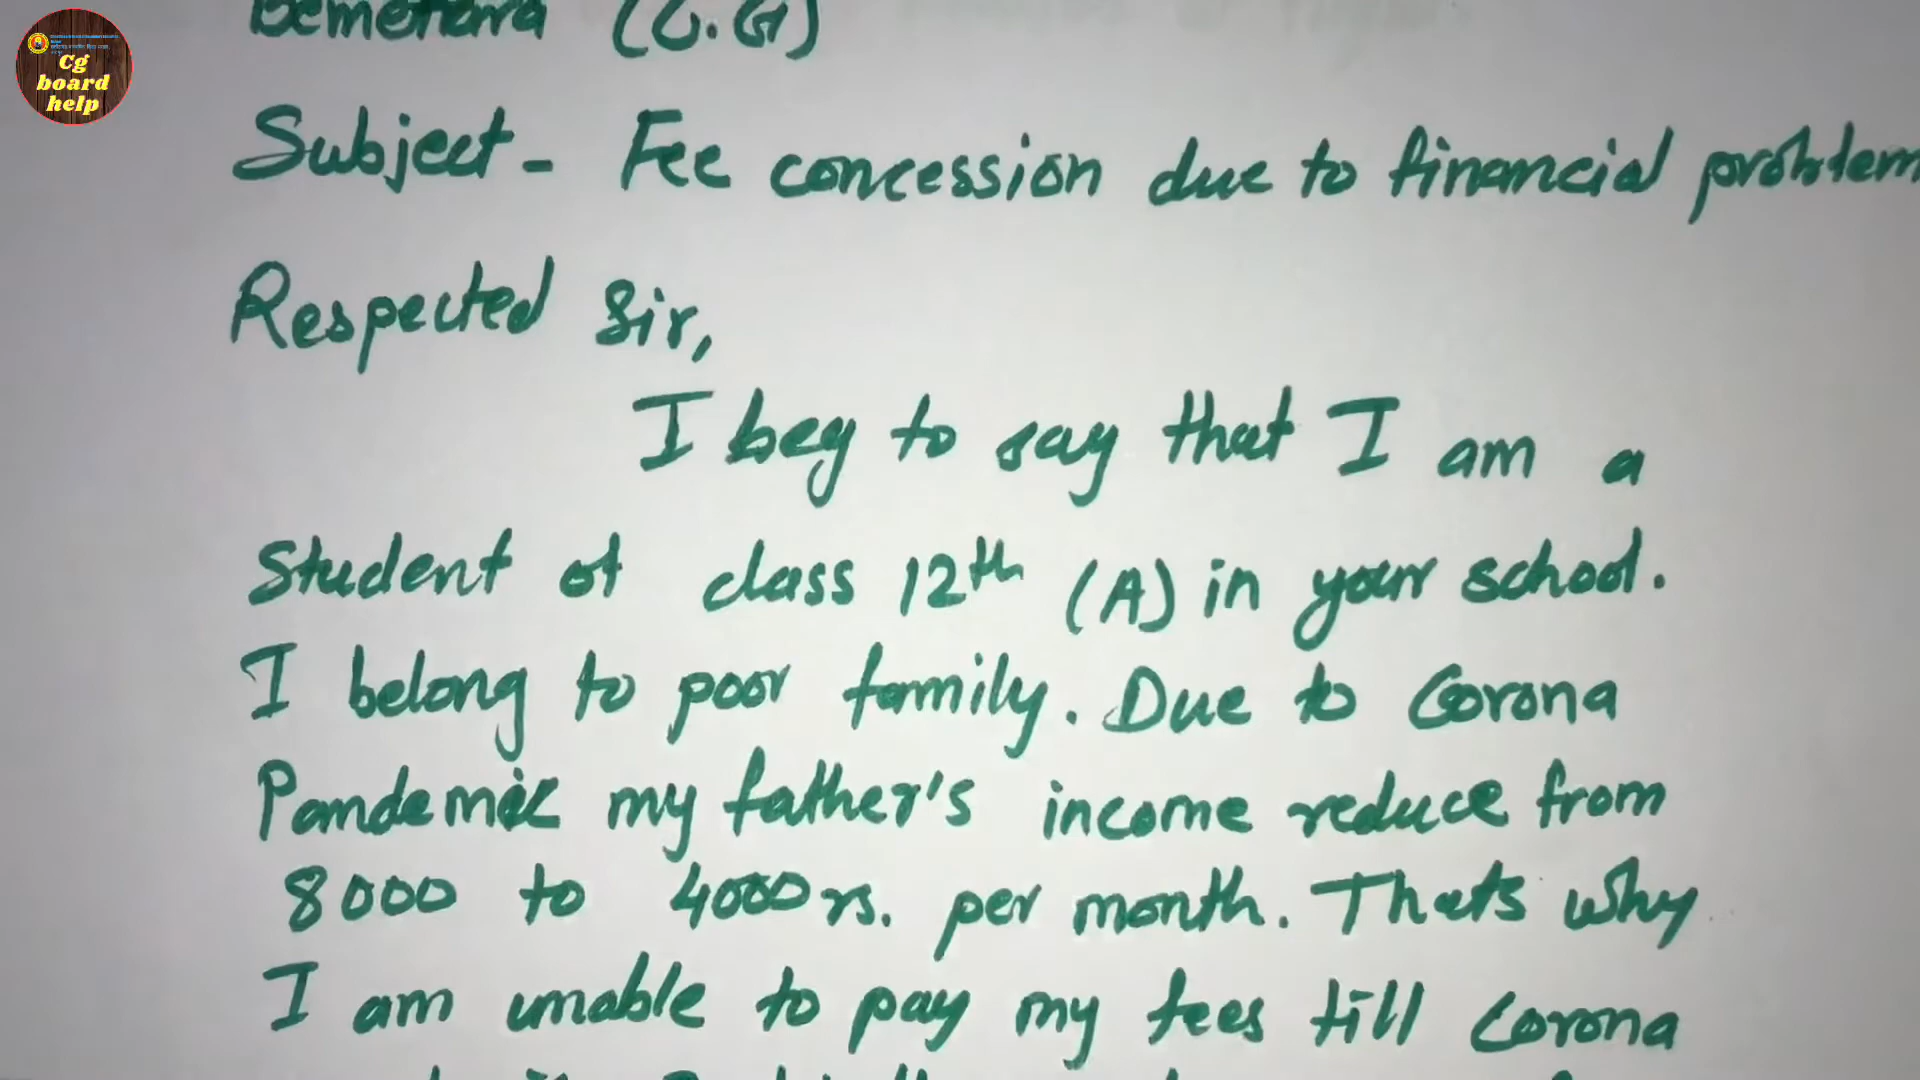 Cg
board
help
Bemetara (C.G)
Subject - Fee concession due to financial problem
Respected Sir,
I beg to say that I am a
Student of class 12th (A) in your school.
I belong to poor family. Due to Corona
Pandemic my father's income reduce from
8000 to 4000 rs. per month. Thats why
I am unable to pay my fees till corona